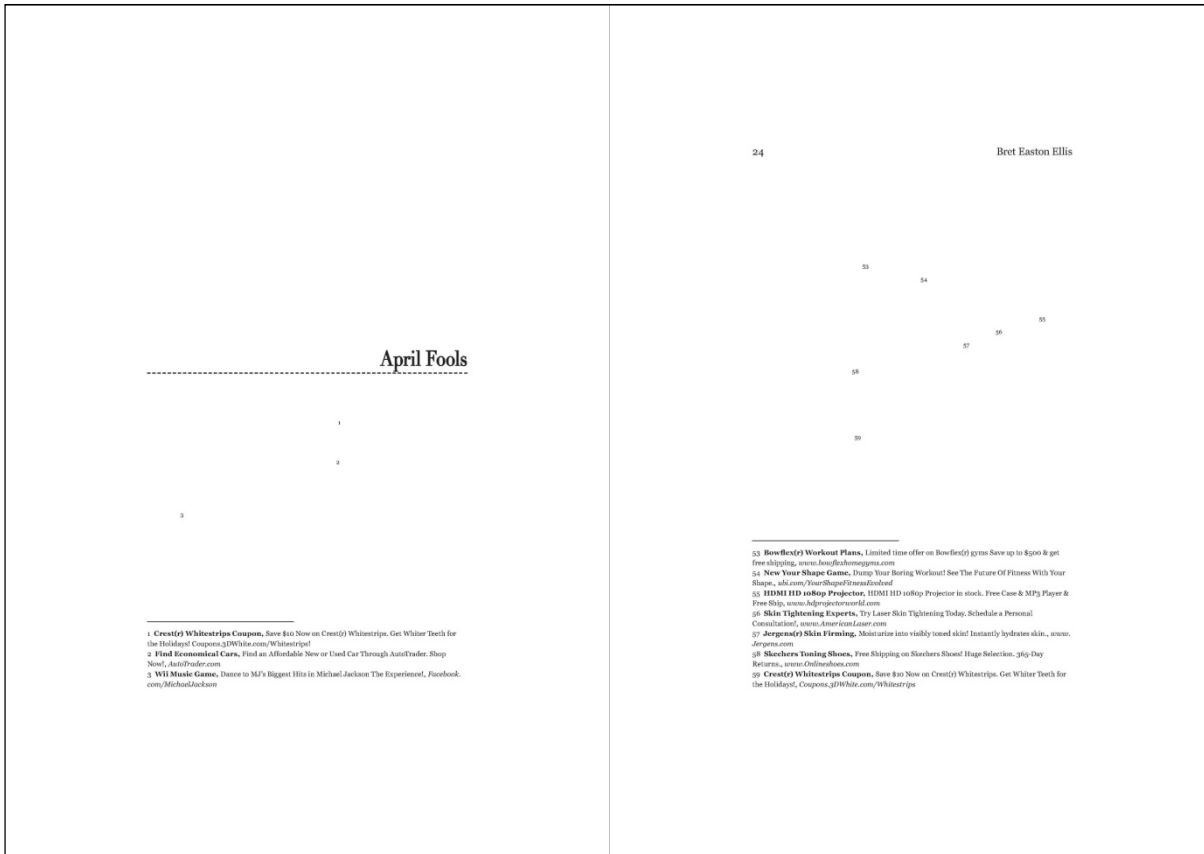 April Fools
1
2
3
1 Crest(r) Whitestrips Coupon, Save $10 Now on Crest(r) Whitestrips. Get Whiter Teeth for
the Holidays! Coupons.3DWhite.com/Whitestrips!
2 Find Economical Cars, Find an Affordable New or Used Car Through AutoTrader. Shop
Now!, AutoTrader.com
3 Wii Music Game, Dance to MJ's Biggest Hits in Michael Jackson The Experience!, Facebook.
com/MichaelJackson
24 Bret Easton Ellis
53
54
55
56
57
58
59
53 Bowflex(r) Workout Plans, Limited time offer on Bowflex(r) gyms Save up to $500 & get
free shipping, www.bowflexhomegyms.com
54 New Your Shape Game, Dump Your Boring Workout! See The Future Of Fitness With Your
Shape., ubi.com/YourShapeFitnessEvolved
55 HDMI HD 1080p Projector, HDMI HD 1080p Projector in stock. Free Case & MP3 Player &
Free Ship, www.hdprojectorworld.com
56 Skin Tightening Experts, Try Laser Skin Tightening Today. Schedule a Personal
Consultation!, www.AmericanLaser.com
57 Jergens(r) Skin Firming, Moisturize into visibly toned skin! Instantly hydrates skin., www.
Jergens.com
58 Skechers Toning Shoes, Free Shipping on Skechers Shoes! Huge Selection. 365-Day
Returns., www.Onlineshoes.com
59 Crest(r) Whitestrips Coupon, Save $10 Now on Crest(r) Whitestrips. Get Whiter Teeth for
the Holidays!, Coupons.3DWhite.com/Whitestrips